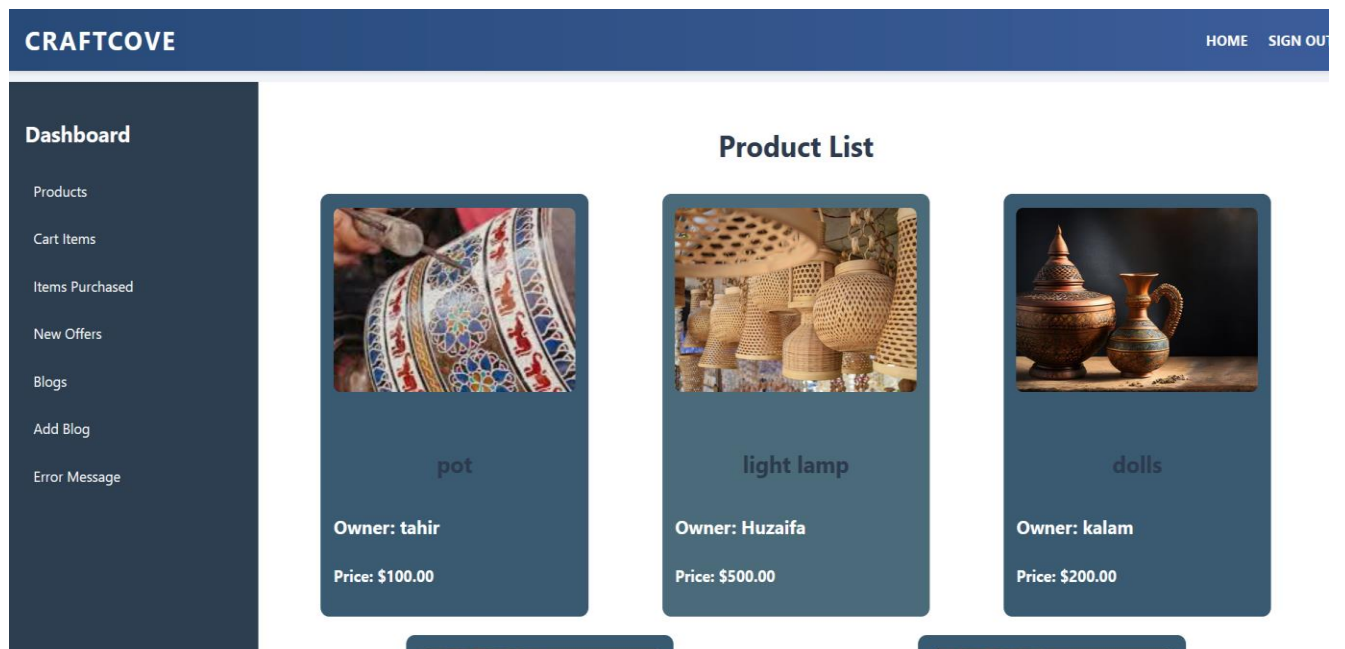 CRAFTCOVE
HOME SIGN OUT
Dashboard
Products
Cart Items
Items Purchased
New Offers
Blogs
Add Blog
Error Message
Product List
pot
Owner: tahir
Price: $100.00
light lamp
Owner: Huzaifa
Price: $500.00
dolls
Owner: kalam
Price: $200.00